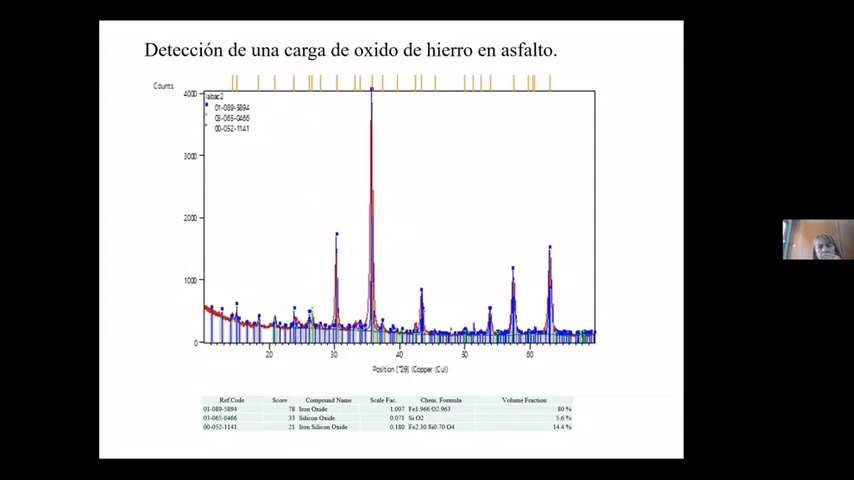 Detección de una carga de oxido de hierro en asfalto.
Counts
labac2
01-089-5894
03-065-0466
00-052-1141
4000
3000
2000
1000
0
20 30 40 50 60
Position [°2θ] (Copper (Cu))
Ref.Code Score Compound Name Scale Fac. Chem. Formula Volume Fraction
01-089-5894 78 Iron Oxide 1.007 Fe1.966 O2.963 80 %
03-065-0466 33 Silicon Oxide 0.071 Si O2 5.6 %
00-052-1141 21 Iron Silicon Oxide 0.180 Fe2.30 Si0.70 O4 14.4 %